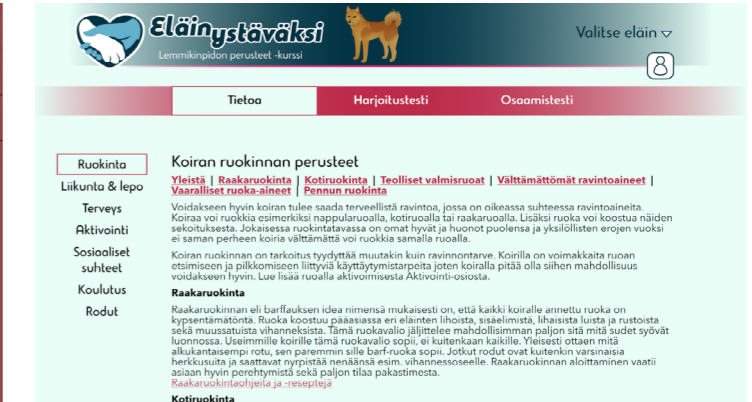 Eläinystäväksi
Lemmikinpidon perusteet -kurssi
Valitse eläin
Tietoa
Harjoitustesti
Osaamistesti
Ruokinta
Liikunta & lepo
Terveys
Aktivointi
Sosiaaliset
suhteet
Koulutus
Rodut
Koiran ruokinnan perusteet
Yleistä | Raakaruokinta | Kotiruokinta | Teolliset valmisruoat | Välttämättömät ravintoaineet |
Vaaralliset ruoka-aineet | Pennun ruokinta
Voidakseen hyvin koiran tulee saada terveellistä ravintoa, jossa on oikeassa suhteessa ravintoaineita.
Koiraa voi ruokkia esimerkiksi nappularuoalla, kotiruoalla tai raakaruoalla. Lisäksi ruoka voi koostua näiden
sekoituksesta. Jokaisessa ruokintatavassa on omat hyvät ja huonot puolensa ja yksilöllisten erojen vuoksi
ei saman perheen koiria välttämättä voi ruokkia samalla ruoalla.
Koiran ruokinnan on tarkoitus tyydyttää muutakin kuin ravinnontarve. Koirilla on voimakkaita ruoan
etsimiseen ja pilkkomiseen liittyviä käyttäytymistarpeita joten koiralla pitää olla siihen mahdollisuus
voidakseen hyvin. Lue lisää ruoalla aktivoimisesta Aktivointi-osiosta.
Raakaruokinta
Raakaruokinnan eli barffauksen idea nimensä mukaisesti on, että kaikki koiralle annettu ruoka on
kypsentämätöntä. Ruoka koostuu pääasiassa eri eläinten lihoista, sisäelimistä, lihaisista luista ja rustoista
sekä muussatuista vihanneksista. Tämä ruokavalio jäljittelee mahdollisimman paljon sitä mitä sudet syövät
luonnossa. Useimmille koirille tämä ruokavalio sopii, ei kuitenkaan kaikille. Yleisesti ottaen mitä
alkukantaisempi rotu, sen paremmin sille barf-ruoka sopii. Jotkut rodut ovat kuitenkin varsinaisia
herkkusuita ja saattavat nyrpistää nenäänsä esim. vihannessoseelle. Raakaruokinnan aloittaminen vaatii
asiaan hyvin perehtymistä sekä paljon tilaa pakastimesta.
Raakaruokintaohjeita ja -reseptejä
Kotiruokinta